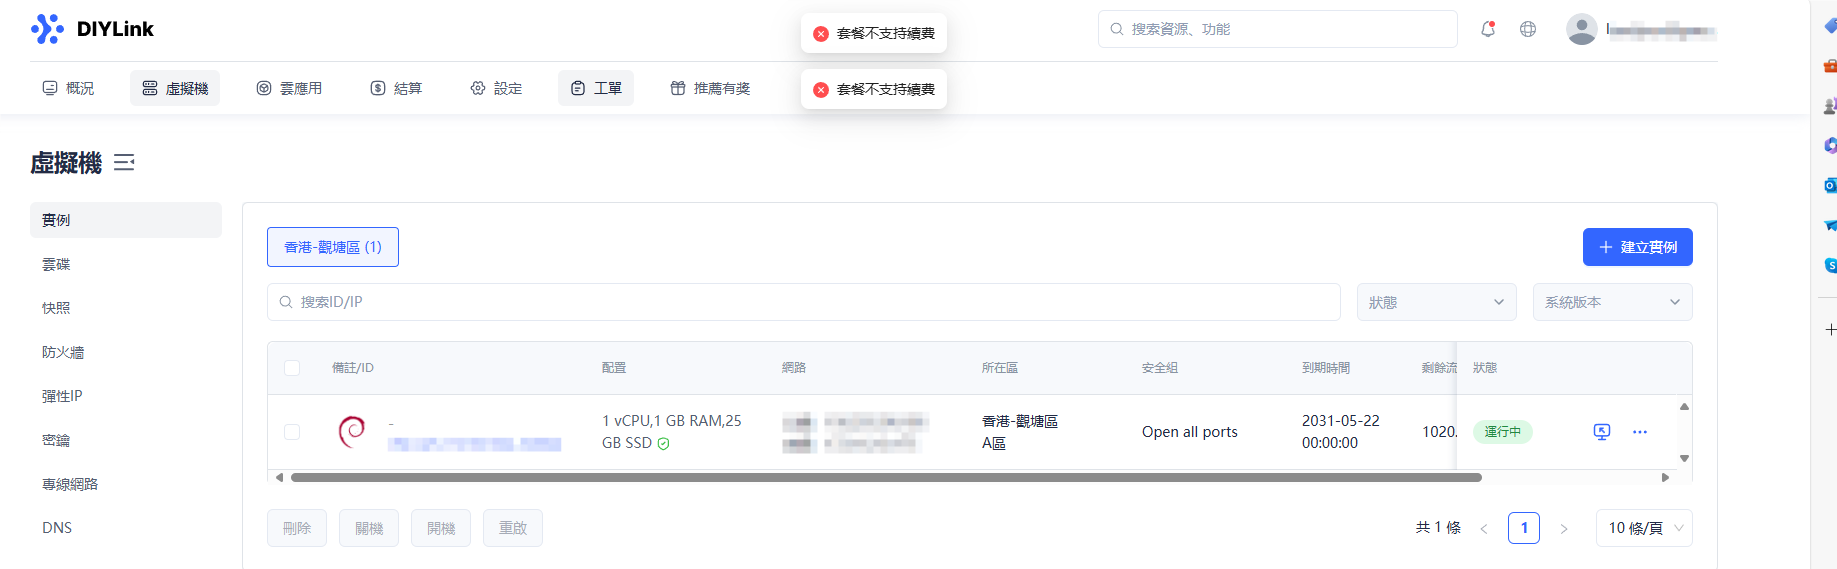 DIYLink
套餐不支持續費
搜索資源、功能
概況
虛擬機
雲應用
結算
設定
工單
推薦有獎
套餐不支持續費
虛擬機
實例
雲碟
快照
防火牆
彈性IP
密鑰
專線網路
DNS
香港-觀塘區 (1)
建立實例
搜索ID/IP
狀態
系統版本
備註/ID
配置
網路
所在區
安全組
到期時間
剩餘流
狀態
-
1 vCPU,1 GB RAM,25
GB SSD
香港-觀塘區
A區
Open all ports
2031-05-22
00:00:00
1020.
運行中
刪除
關機
開機
重啟
共 1 條
1
10 條/頁